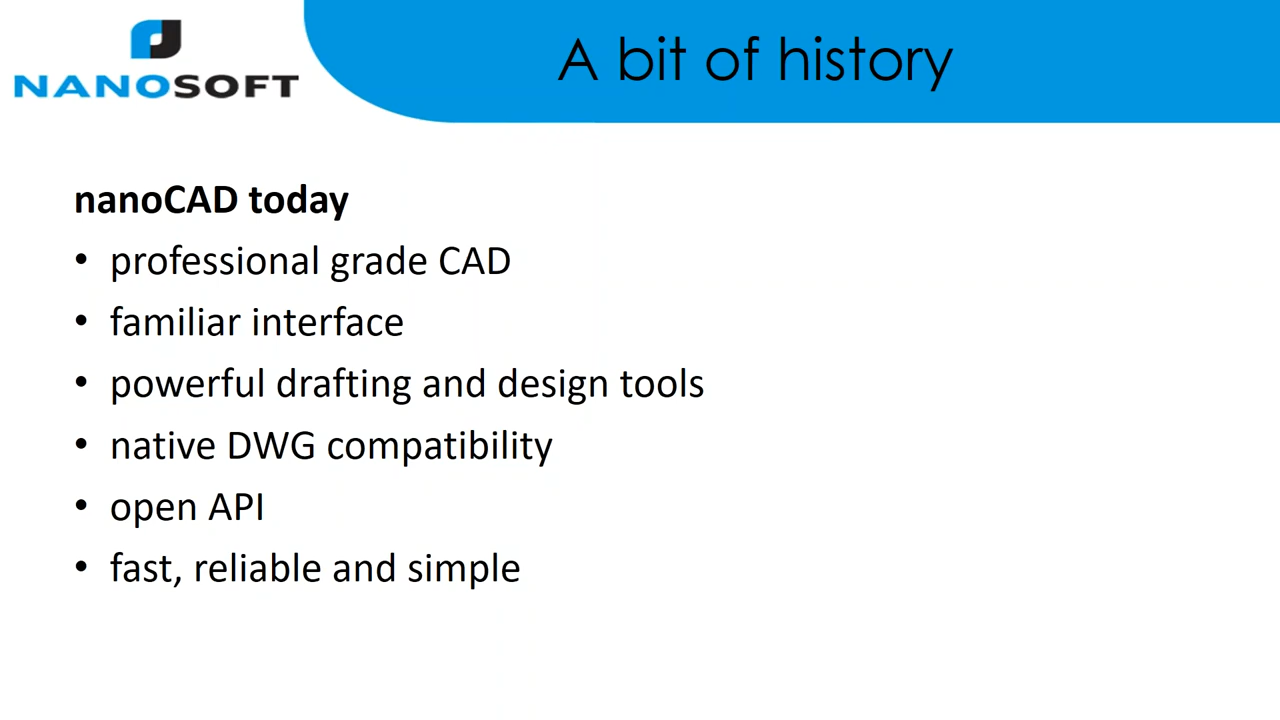 NANOSOFT
A bit of history
nanoCAD today
• professional grade CAD
• familiar interface
• powerful drafting and design tools
• native DWG compatibility
• open API
• fast, reliable and simple